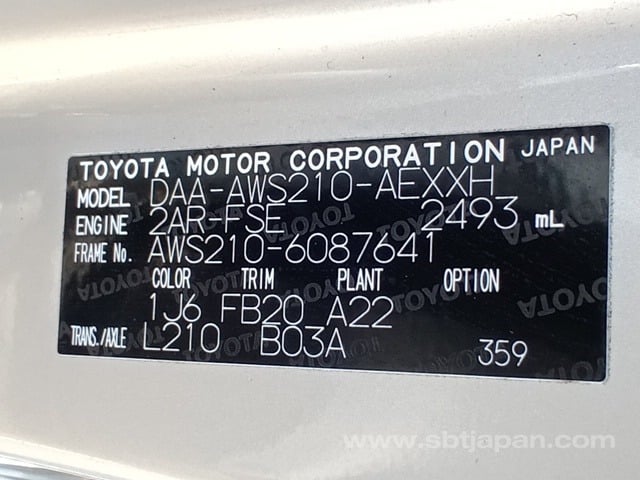 TOYOTA MOTOR CORPORATION JAPAN
MODEL DAA-AWS210-AEXXH
ENGINE 2AR-FSE 2493 mL
FRAME No. AWS210-6087641
COLOR TRIM PLANT OPTION
1J6 FB20 A22
TRANS./AXLE L210 B03A 359
www.sbtjapan.com